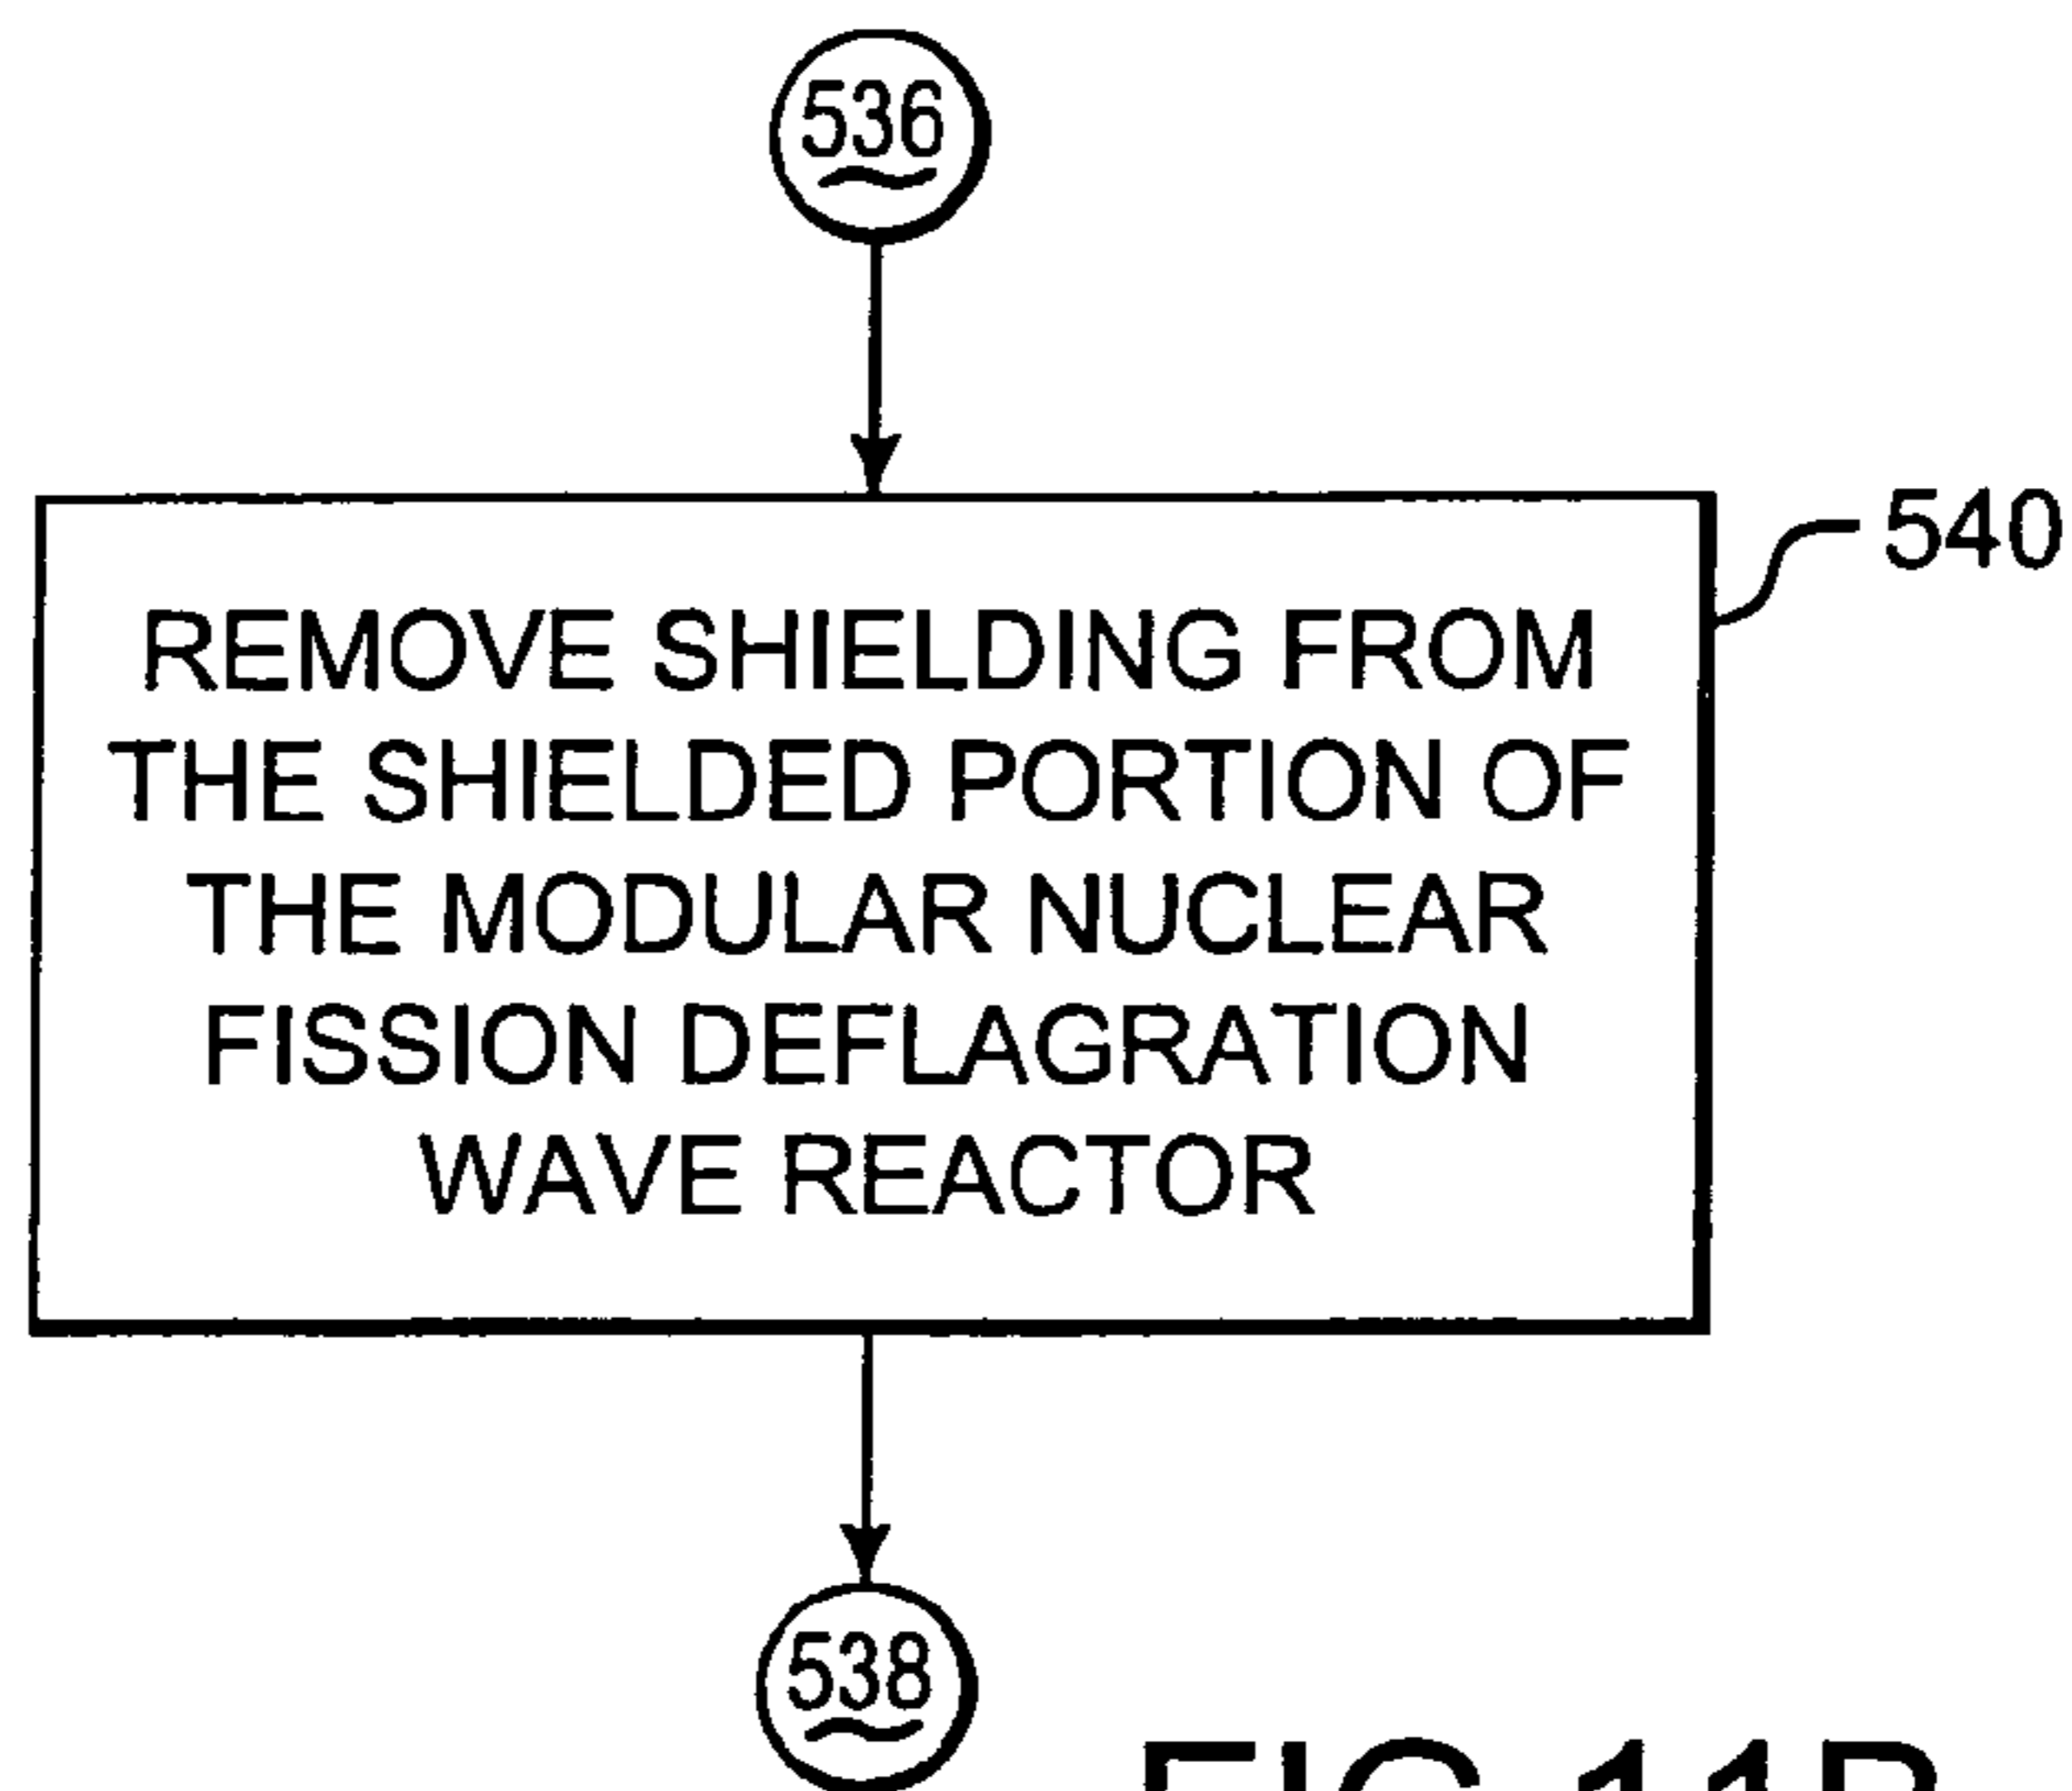 536
540
REMOVE SHIELDING FROM
THE SHIELDED PORTION OF
THE MODULAR NUCLEAR
FISSION DEFLAGRATION
WAVE REACTOR
538